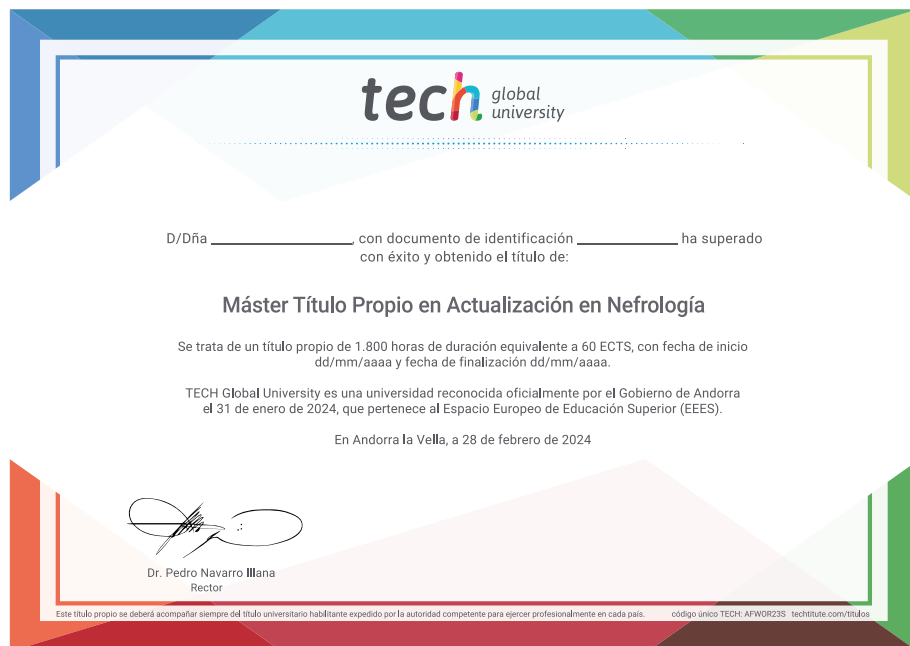 tech global
university
D/Dña ____________________, con documento de identificación ______________ ha superado
con éxito y obtenido el título de:
Máster Título Propio en Actualización en Nefrología
Se trata de un título propio de 1.800 horas de duración equivalente a 60 ECTS, con fecha de inicio
dd/mm/aaaa y fecha de finalización dd/mm/aaaa.
TECH Global University es una universidad reconocida oficialmente por el Gobierno de Andorra
el 31 de enero de 2024, que pertenece al Espacio Europeo de Educación Superior (EEES).
En Andorra la Vella, a 28 de febrero de 2024
Dr. Pedro Navarro Illana
Rector
Este título propio se deberá acompañar siempre del título universitario habilitante expedido por la autoridad competente para ejercer profesionalmente en cada país. código único TECH: AFWOR23S techtitute.com/titulos